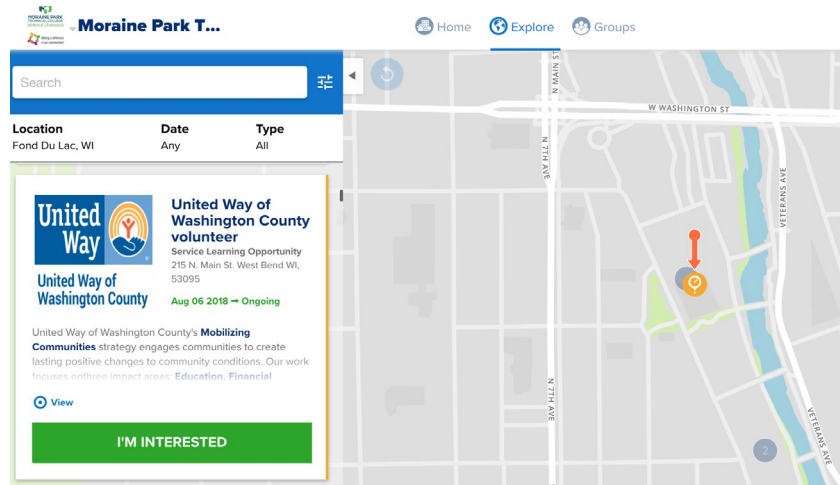 MORAINE PARK
TECHNICAL COLLEGE
Moraine Park T...
Home
Explore
Groups
Search
Location
Date
Type
Fond Du Lac, WI
Any
All
United
Way
United Way of
Washington County
United Way of
Washington County
volunteer
Service Learning Opportunity
215 N. Main St. West Bend WI,
53095
Aug 06 2018 → Ongoing
United Way of Washington County's Mobilizing
Communities strategy engages communities to create
lasting positive changes to community conditions. Our work
focuses onthree impact areas: Education, Financial
View
I'M INTERESTED
N MAIN ST
W WASHINGTON ST
N 7TH AVE
VETERANS AVE
N 7TH AVE
VETERANS AVE
2